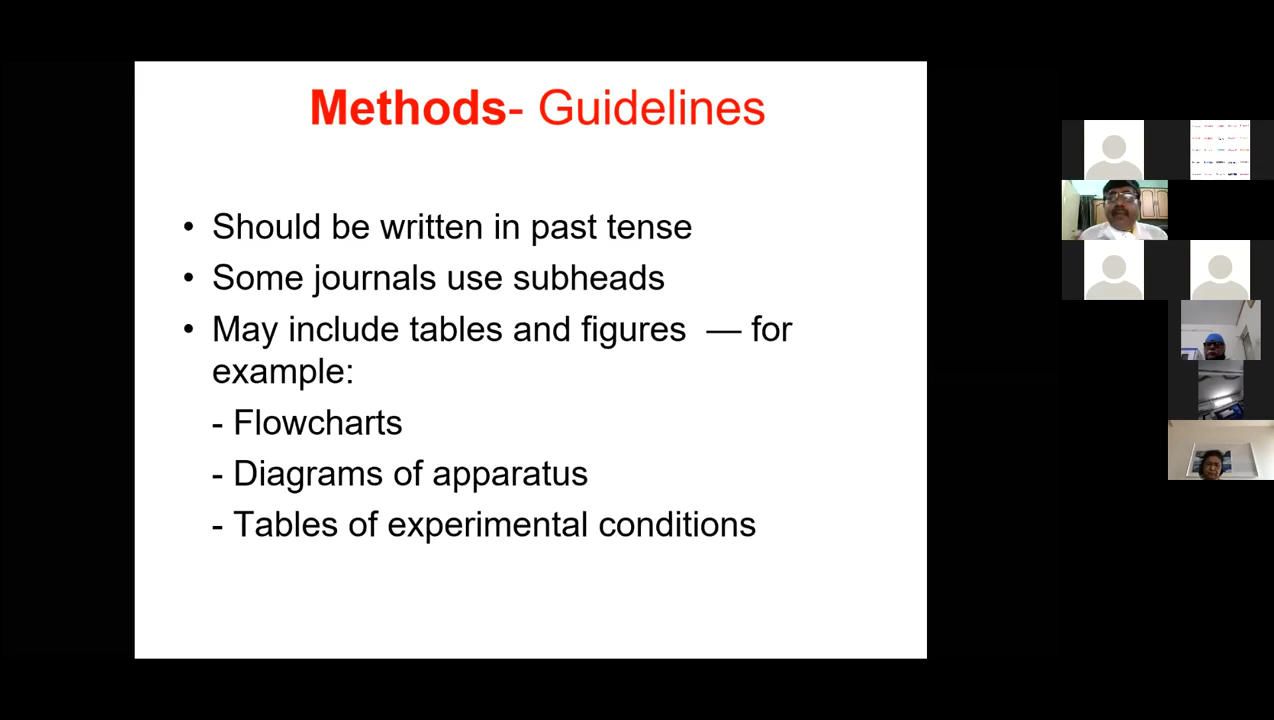 Methods- Guidelines
• Should be written in past tense
• Some journals use subheads
• May include tables and figures — for
example:
- Flowcharts
- Diagrams of apparatus
- Tables of experimental conditions